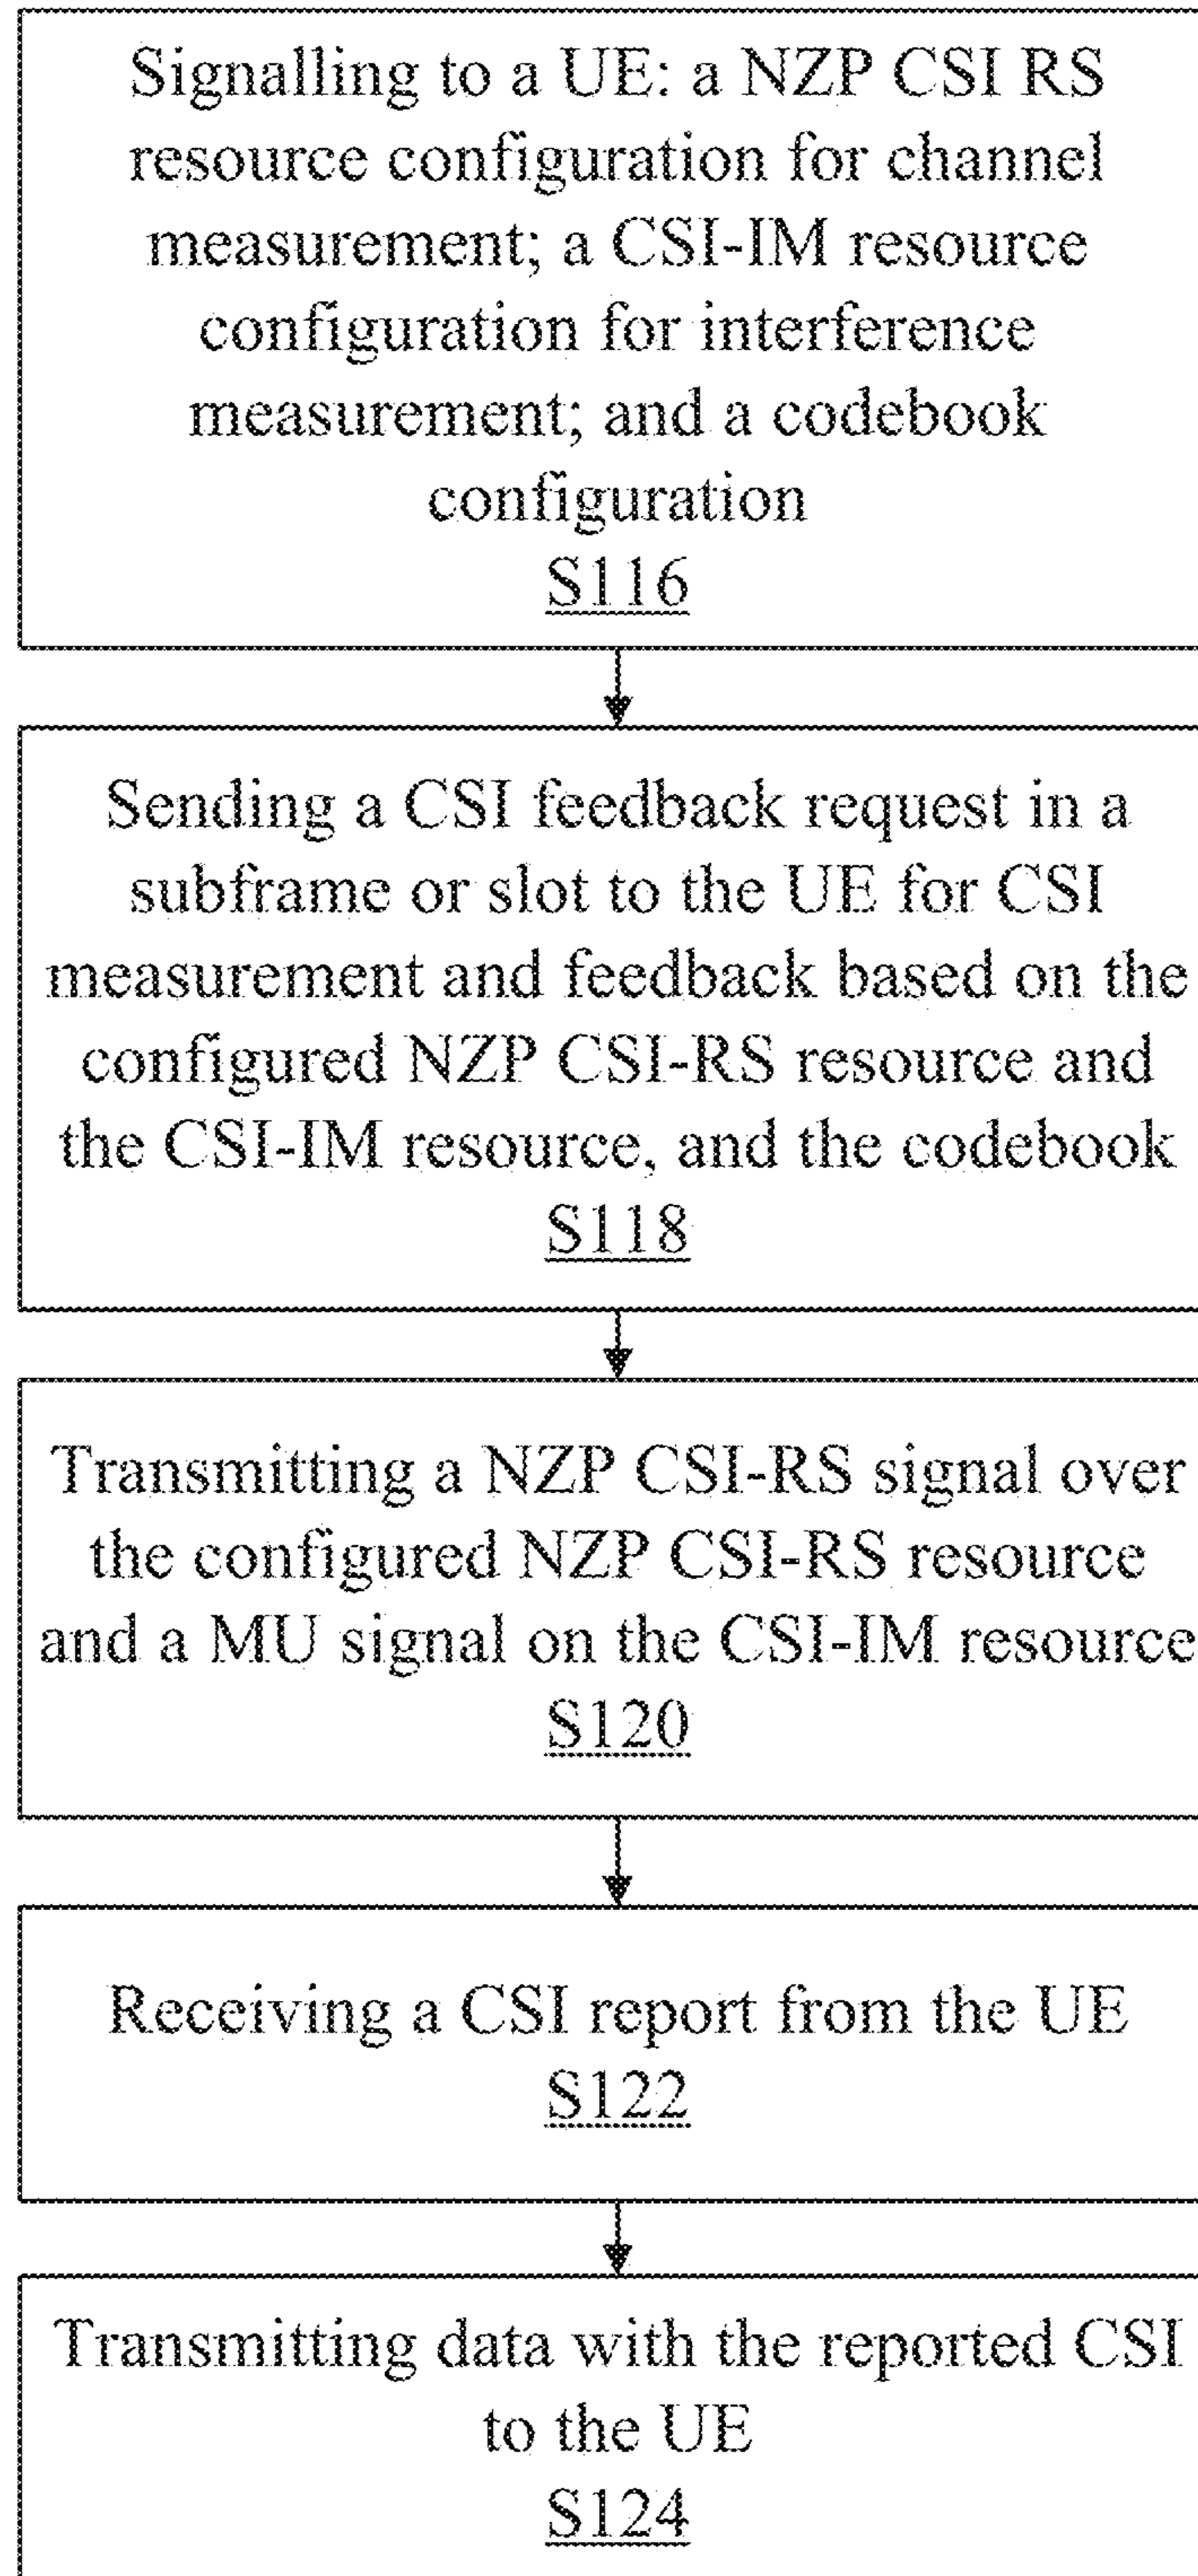 Signalling to a UE: a NZP CSI RS
resource configuration for channel
measurement; a CSI-IM resource
configuration for interference
measurement; and a codebook
configuration
S116
Sending a CSI feedback request in a
subframe or slot to the UE for CSI
measurement and feedback based on the
configured NZP CSI-RS resource and
the CSI-IM resource, and the codebook
S118
Transmitting a NZP CSI-RS signal over
the configured NZP CSI-RS resource
and a MU signal on the CSI-IM resource
S120
Receiving a CSI report from the UE
S122
Transmitting data with the reported CSI
to the UE
S124